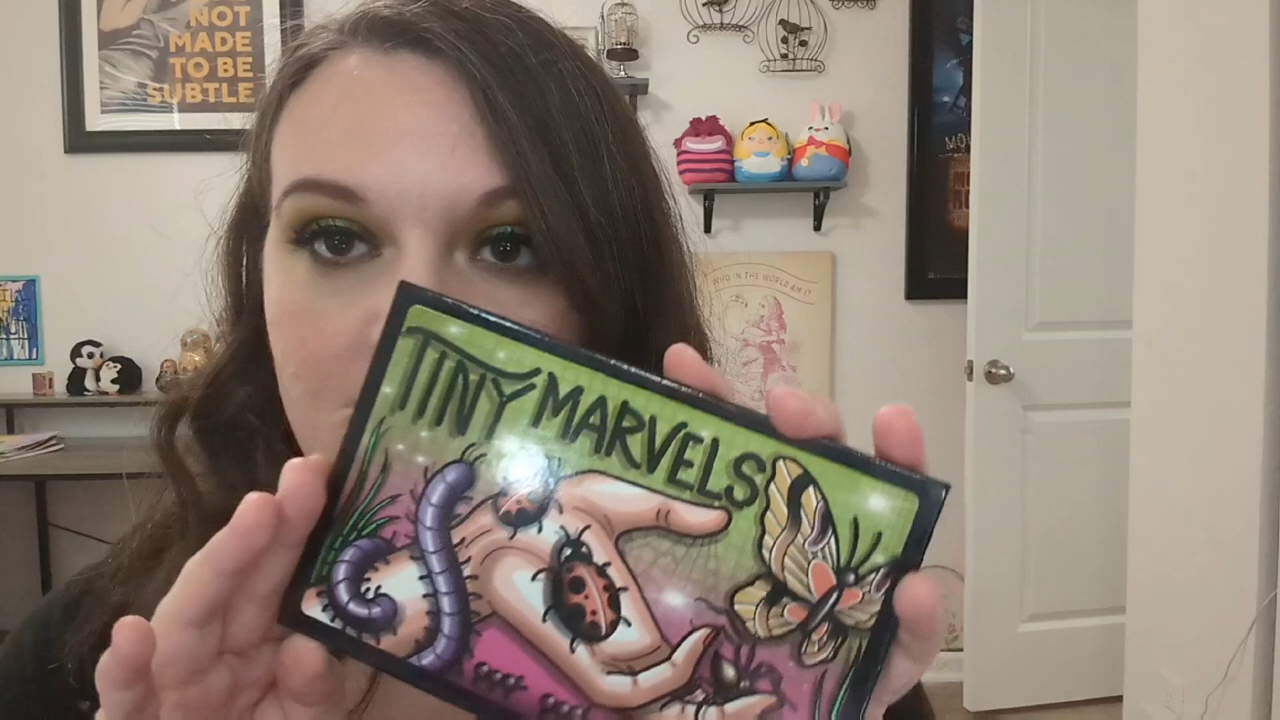 NOT
MADE
TO BE
SUBTLE
WHO IN THE WORLD AM I?
TINY MARVELS